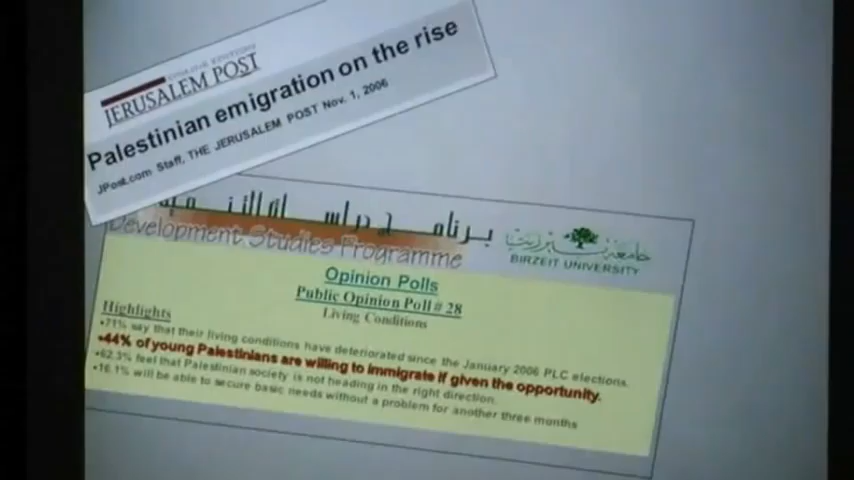 JERUSALEM POST
Palestinian emigration on the rise
JPost.com Staff, THE JERUSALEM POST Nov. 1, 2006
برنامج دراسات التنمية
Development Studies Programme
جامعة بيرزيت
BIRZEIT UNIVERSITY
Opinion Polls
Public Opinion Poll # 28
Living Conditions
Highlights
•71% say that their living conditions have deteriorated since the January 2006 PLC elections.
•44% of young Palestinians are willing to immigrate if given the opportunity.
•62.3% feel that Palestinian society is not heading in the right direction.
•16.1% will be able to secure basic needs without a problem for another three months